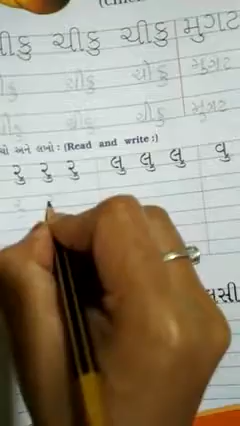 ચીકુ ચીકુ ચીકુ મુગટ
ચીકુ ચીકુ મુગટ
ચીકુ ચીકુ મુગટ
અને લખો : (Read and write :)
રુ રુ રુ લુ લુ લુ વુ